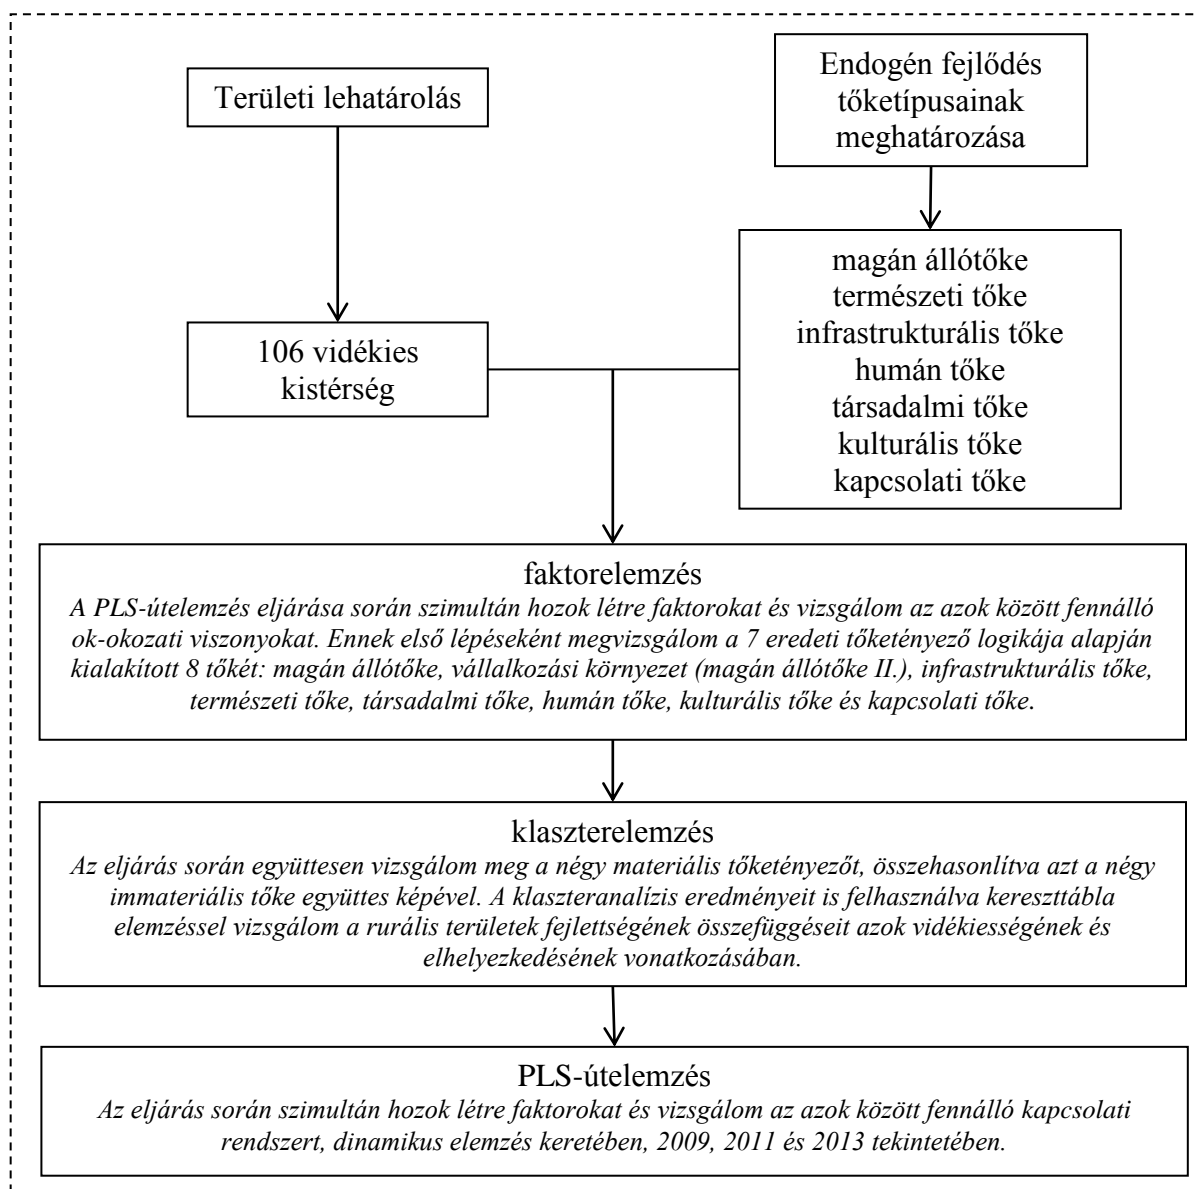 Területi lehatárolás
Endogén fejlődés
tőketípusainak
meghatározása
106 vidékies
kistérség
magán állótőke
természeti tőke
infrastrukturális tőke
humán tőke
társadalmi tőke
kulturális tőke
kapcsolati tőke
faktorelemzés
A PLS-útelemzés eljárása során szimultán hozok létre faktorokat és vizsgálom az azok között fennálló
ok-okozati viszonyokat. Ennek első lépéseként megvizsgálom a 7 eredeti tőketényező logikája alapján
kialakított 8 tőkét: magán állótőke, vállalkozási környezet (magán állótőke II.), infrastrukturális tőke,
természeti tőke, társadalmi tőke, humán tőke, kulturális tőke és kapcsolati tőke.
klaszterelemzés
Az eljárás során együttesen vizsgálom meg a négy materiális tőketényezőt, összehasonlítva azt a négy
immateriális tőke együttes képével. A klaszteranalízis eredményeit is felhasználva kereszttábla
elemzéssel vizsgálom a rurális területek fejlettségének összefüggéseit azok vidékiességének és
elhelyezkedésének vonatkozásában.
PLS-útelemzés
Az eljárás során szimultán hozok létre faktorokat és vizsgálom az azok között fennálló kapcsolati
rendszert, dinamikus elemzés keretében, 2009, 2011 és 2013 tekintetében.